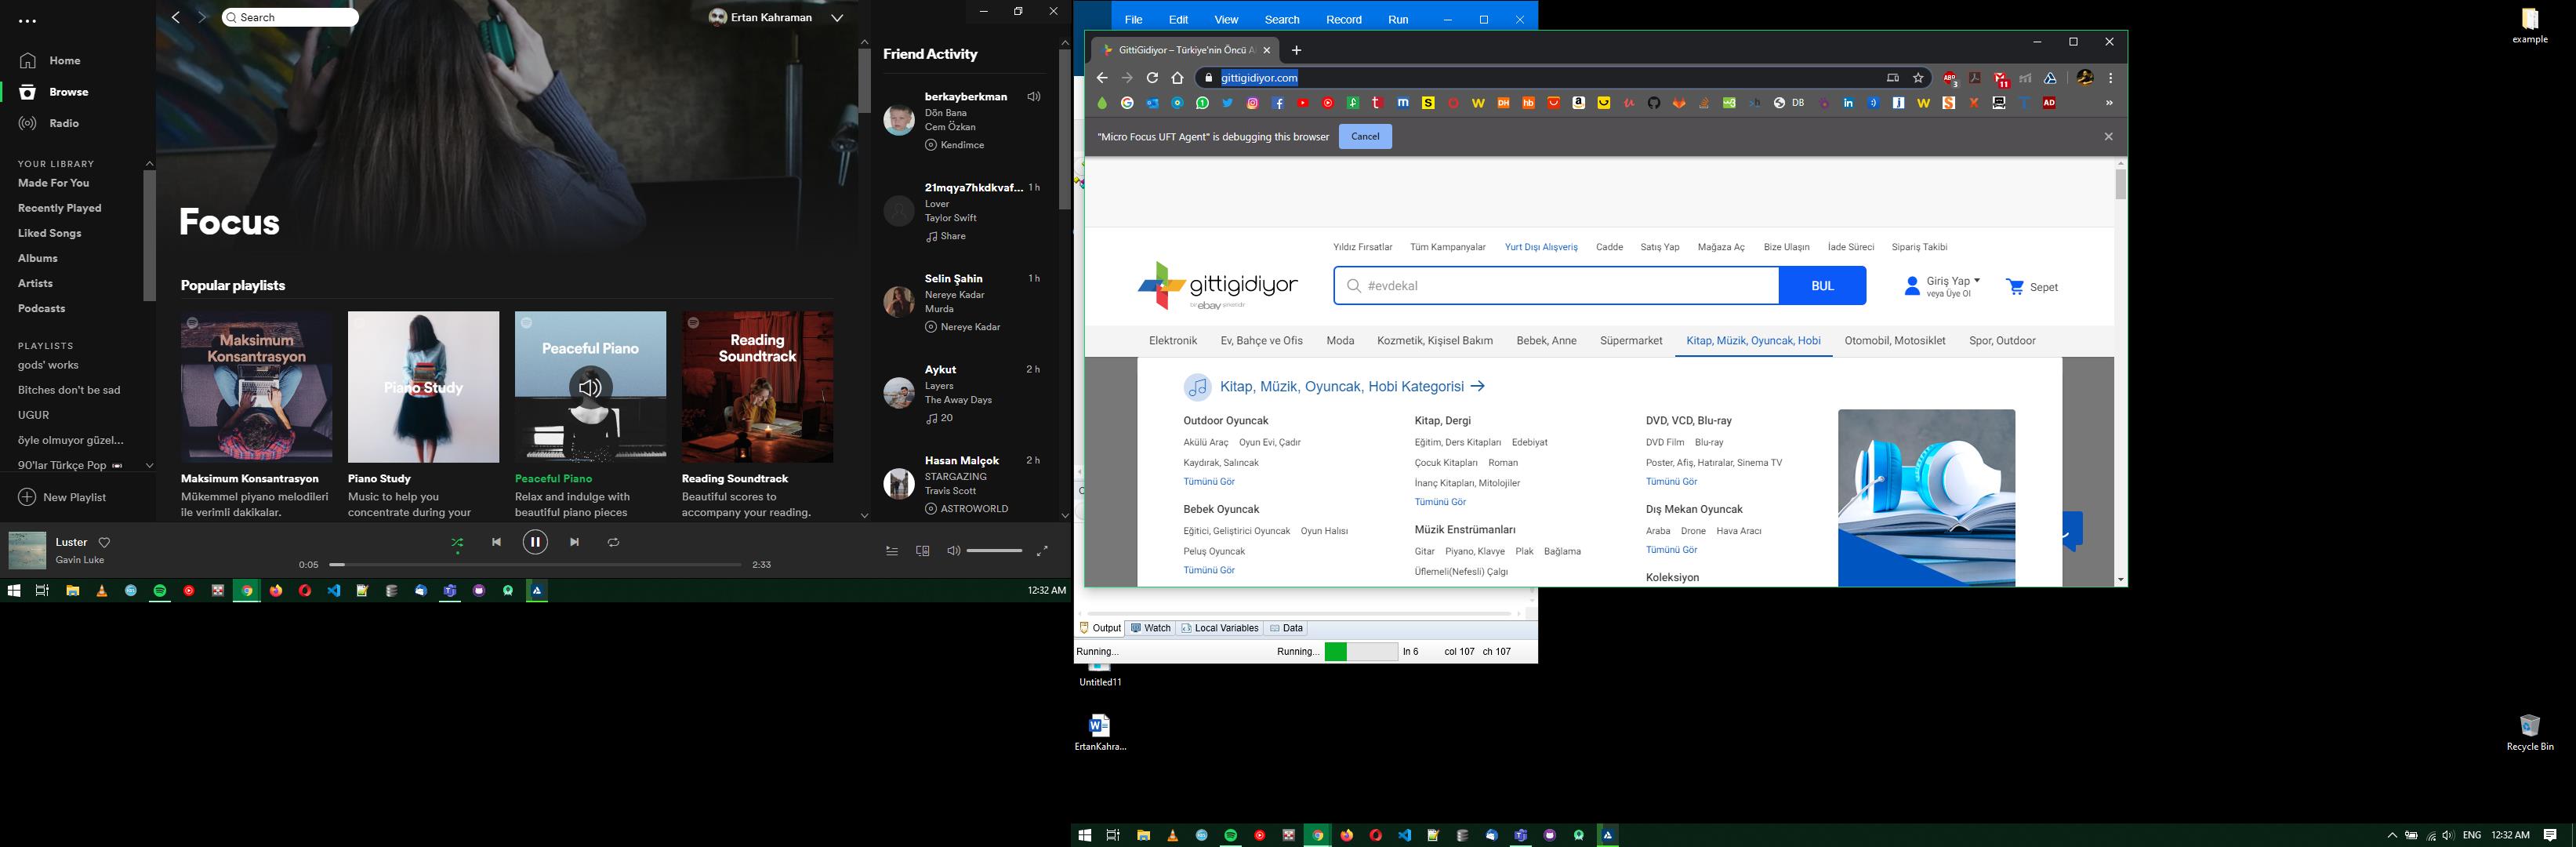 Search
Ertan Kahraman
Home
Browse
Radio
YOUR LIBRARY
Made For You
Recently Played
Liked Songs
Albums
Artists
Podcasts
PLAYLISTS
gods' works
Bitches don't be sad
UGUR
öyle olmuyor güzel...
90'lar Türkçe Pop
New Playlist
Focus
Popular playlists
Maksimum
Konsantrasyon
Piano Study
Peaceful Piano
Reading
Soundtrack
Maksimum Konsantrasyon
Mükemmel piyano melodileri
ile verimli dakikalar.
Piano Study
Music to help you
concentrate during your
Peaceful Piano
Relax and indulge with
beautiful piano pieces
Reading Soundtrack
Beautiful scores to
accompany your reading.
Friend Activity
berkayberkman
Dön Bana
Cem Özkan
Kendimce
21mqya7hkdkvaf... 1 h
Lover
Taylor Swift
Share
Selin Şahin 1 h
Nereye Kadar
Murda
Nereye Kadar
Aykut 2 h
Layers
The Away Days
20
Hasan Malçok 2 h
STARGAZING
Travis Scott
ASTROWORLD
Luster
Gavin Luke
0:05
2:33
12:32 AM
File Edit View Search Record Run
GittiGidiyor – Türkiye'nin Öncü A
gittigidiyor.com
DB
"Micro Focus UFT Agent" is debugging this browser Cancel
Yıldız Fırsatlar Tüm Kampanyalar Yurt Dışı Alışveriş Cadde Satış Yap Mağaza Aç Bize Ulaşın İade Süreci Sipariş Takibi
gittigidiyor
bir ebay şirketidir
#evdekal
BUL
Giriş Yap
veya Üye Ol
Sepet
Elektronik Ev, Bahçe ve Ofis Moda Kozmetik, Kişisel Bakım Bebek, Anne Süpermarket Kitap, Müzik, Oyuncak, Hobi Otomobil, Motosiklet Spor, Outdoor
Kitap, Müzik, Oyuncak, Hobi Kategorisi
Outdoor Oyuncak
Akülü Araç Oyun Evi, Çadır
Kaydırak, Salıncak
Tümünü Gör
Bebek Oyuncak
Eğitici, Geliştirici Oyuncak Oyun Halısı
Peluş Oyuncak
Tümünü Gör
Kitap, Dergi
Eğitim, Ders Kitapları Edebiyat
Çocuk Kitapları Roman
İnanç Kitapları, Mitolojiler
Tümünü Gör
Müzik Enstrümanları
Gitar Piyano, Klavye Plak Bağlama
Üflemeli(Nefesli) Çalgı
DVD, VCD, Blu-ray
DVD Film Blu-ray
Poster, Afiş, Hatıralar, Sinema TV
Tümünü Gör
Dış Mekan Oyuncak
Araba Drone Hava Aracı
Tümünü Gör
Koleksiyon
Output Watch Local Variables Data
Running... Running... ln 6 col 107 ch 107
Untitled11
ErtanKahra...
example
Recycle Bin
ENG 12:32 AM